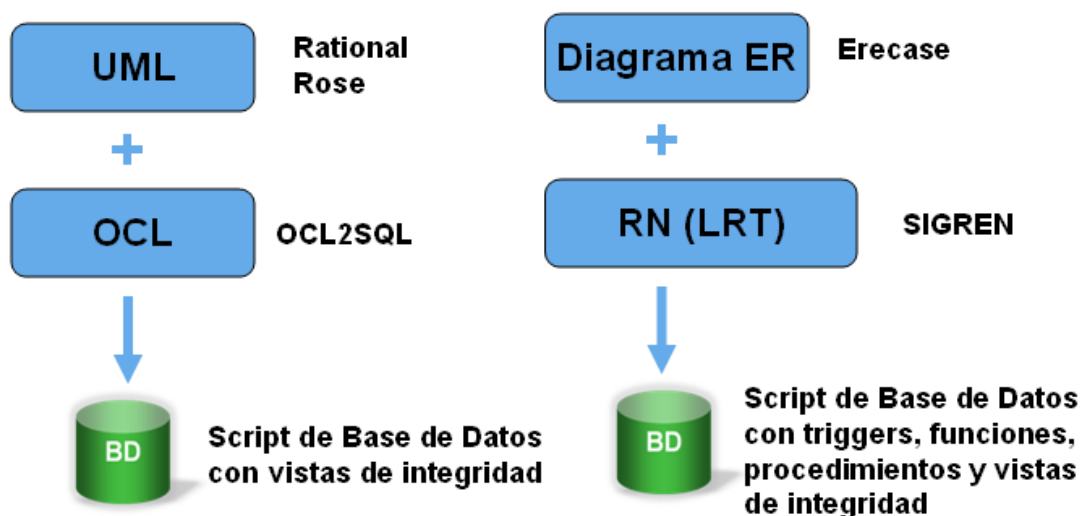 UML
Rational
Rose
OCL
OCL2SQL
BD
Script de Base de Datos
con vistas de integridad
Diagrama ER
Erecase
RN (LRT)
SIGREN
BD
Script de Base de Datos
con triggers, funciones,
procedimientos y vistas
de integridad